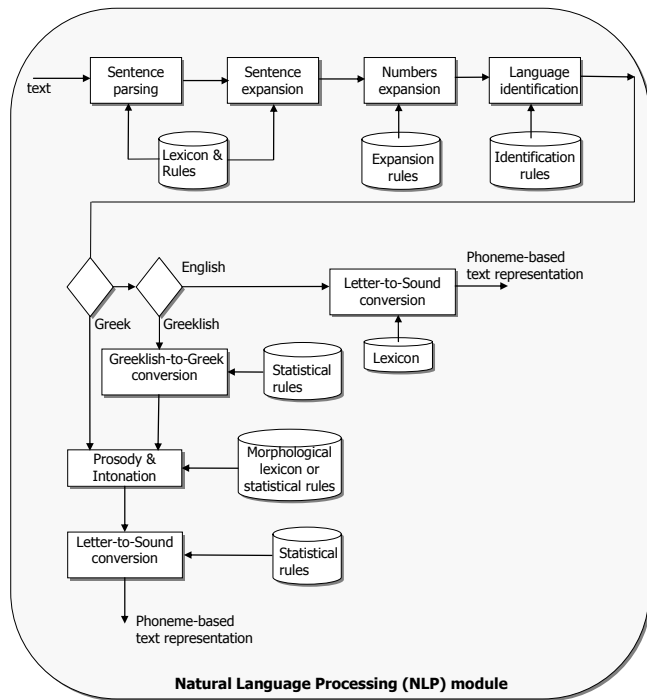 text
Sentence
parsing
Sentence
expansion
Numbers
expansion
Language
identification
Lexicon &
Rules
Expansion
rules
Identification
rules
English
Greek
Greeklish
Letter-to-Sound
conversion
Phoneme-based
text representation
Lexicon
Greeklish-to-Greek
conversion
Statistical
rules
Prosody &
Intonation
Morphological
lexicon or
statistical rules
Letter-to-Sound
conversion
Statistical
rules
Phoneme-based
text representation
Natural Language Processing (NLP) module